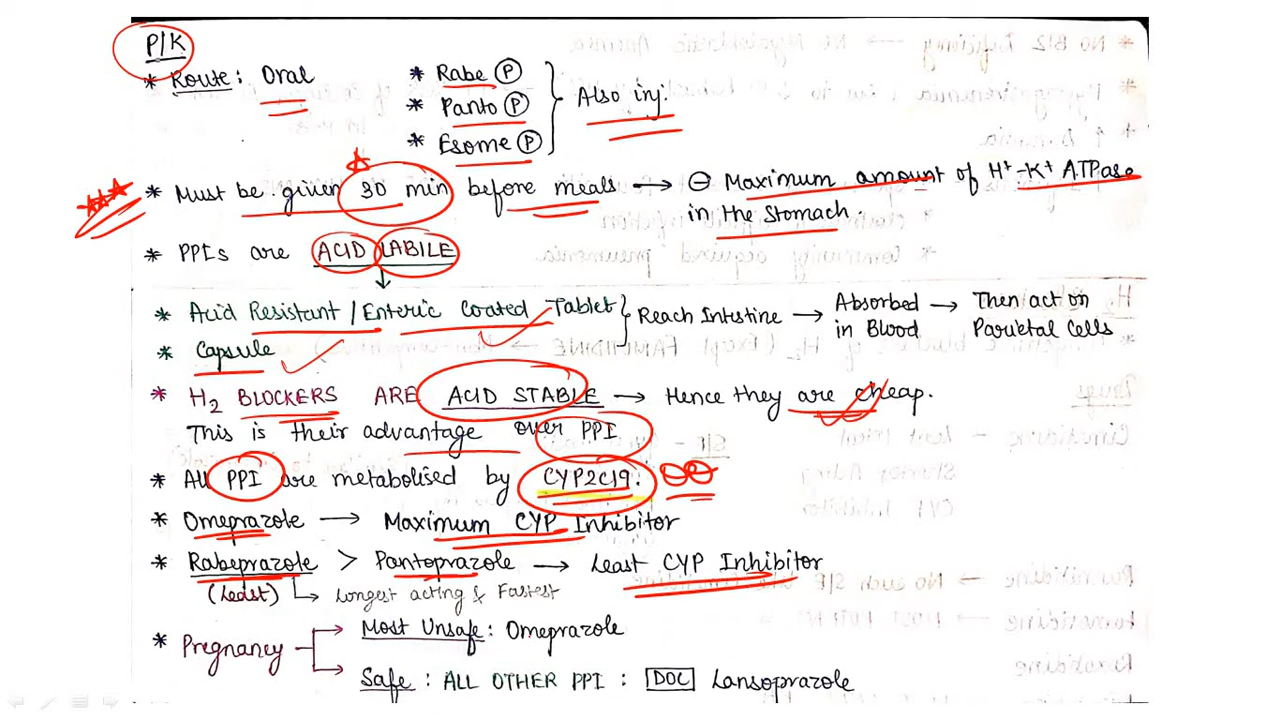 P/K
* Route: Oral
* Rabe (P)
* Panto (P)
* Esome (P)
Also inj.
* Must be given 30 min before meals → ⊖ Maximum amount of H⁺-K⁺ ATPase
in the Stomach.
* PPIs are ACID LABILE
* Acid Resistant / Enteric Coated Tablet
* Capsule
Reach Intestine → Absorbed in Blood → Then act on Parietal Cells
* H₂ BLOCKERS ARE ACID STABLE → Hence they are cheap.
This is their advantage over PPI
* All PPI are metabolised by CYP2C19.
* Omeprazole → Maximum CYP Inhibitor
* Rabeprazole > Pantoprazole → Least CYP Inhibitor
(Least) → Longest acting & Fastest
* Pregnancy
→ Most Unsafe: Omeprazole
→ Safe: ALL OTHER PPI: DOC Lansoprazole